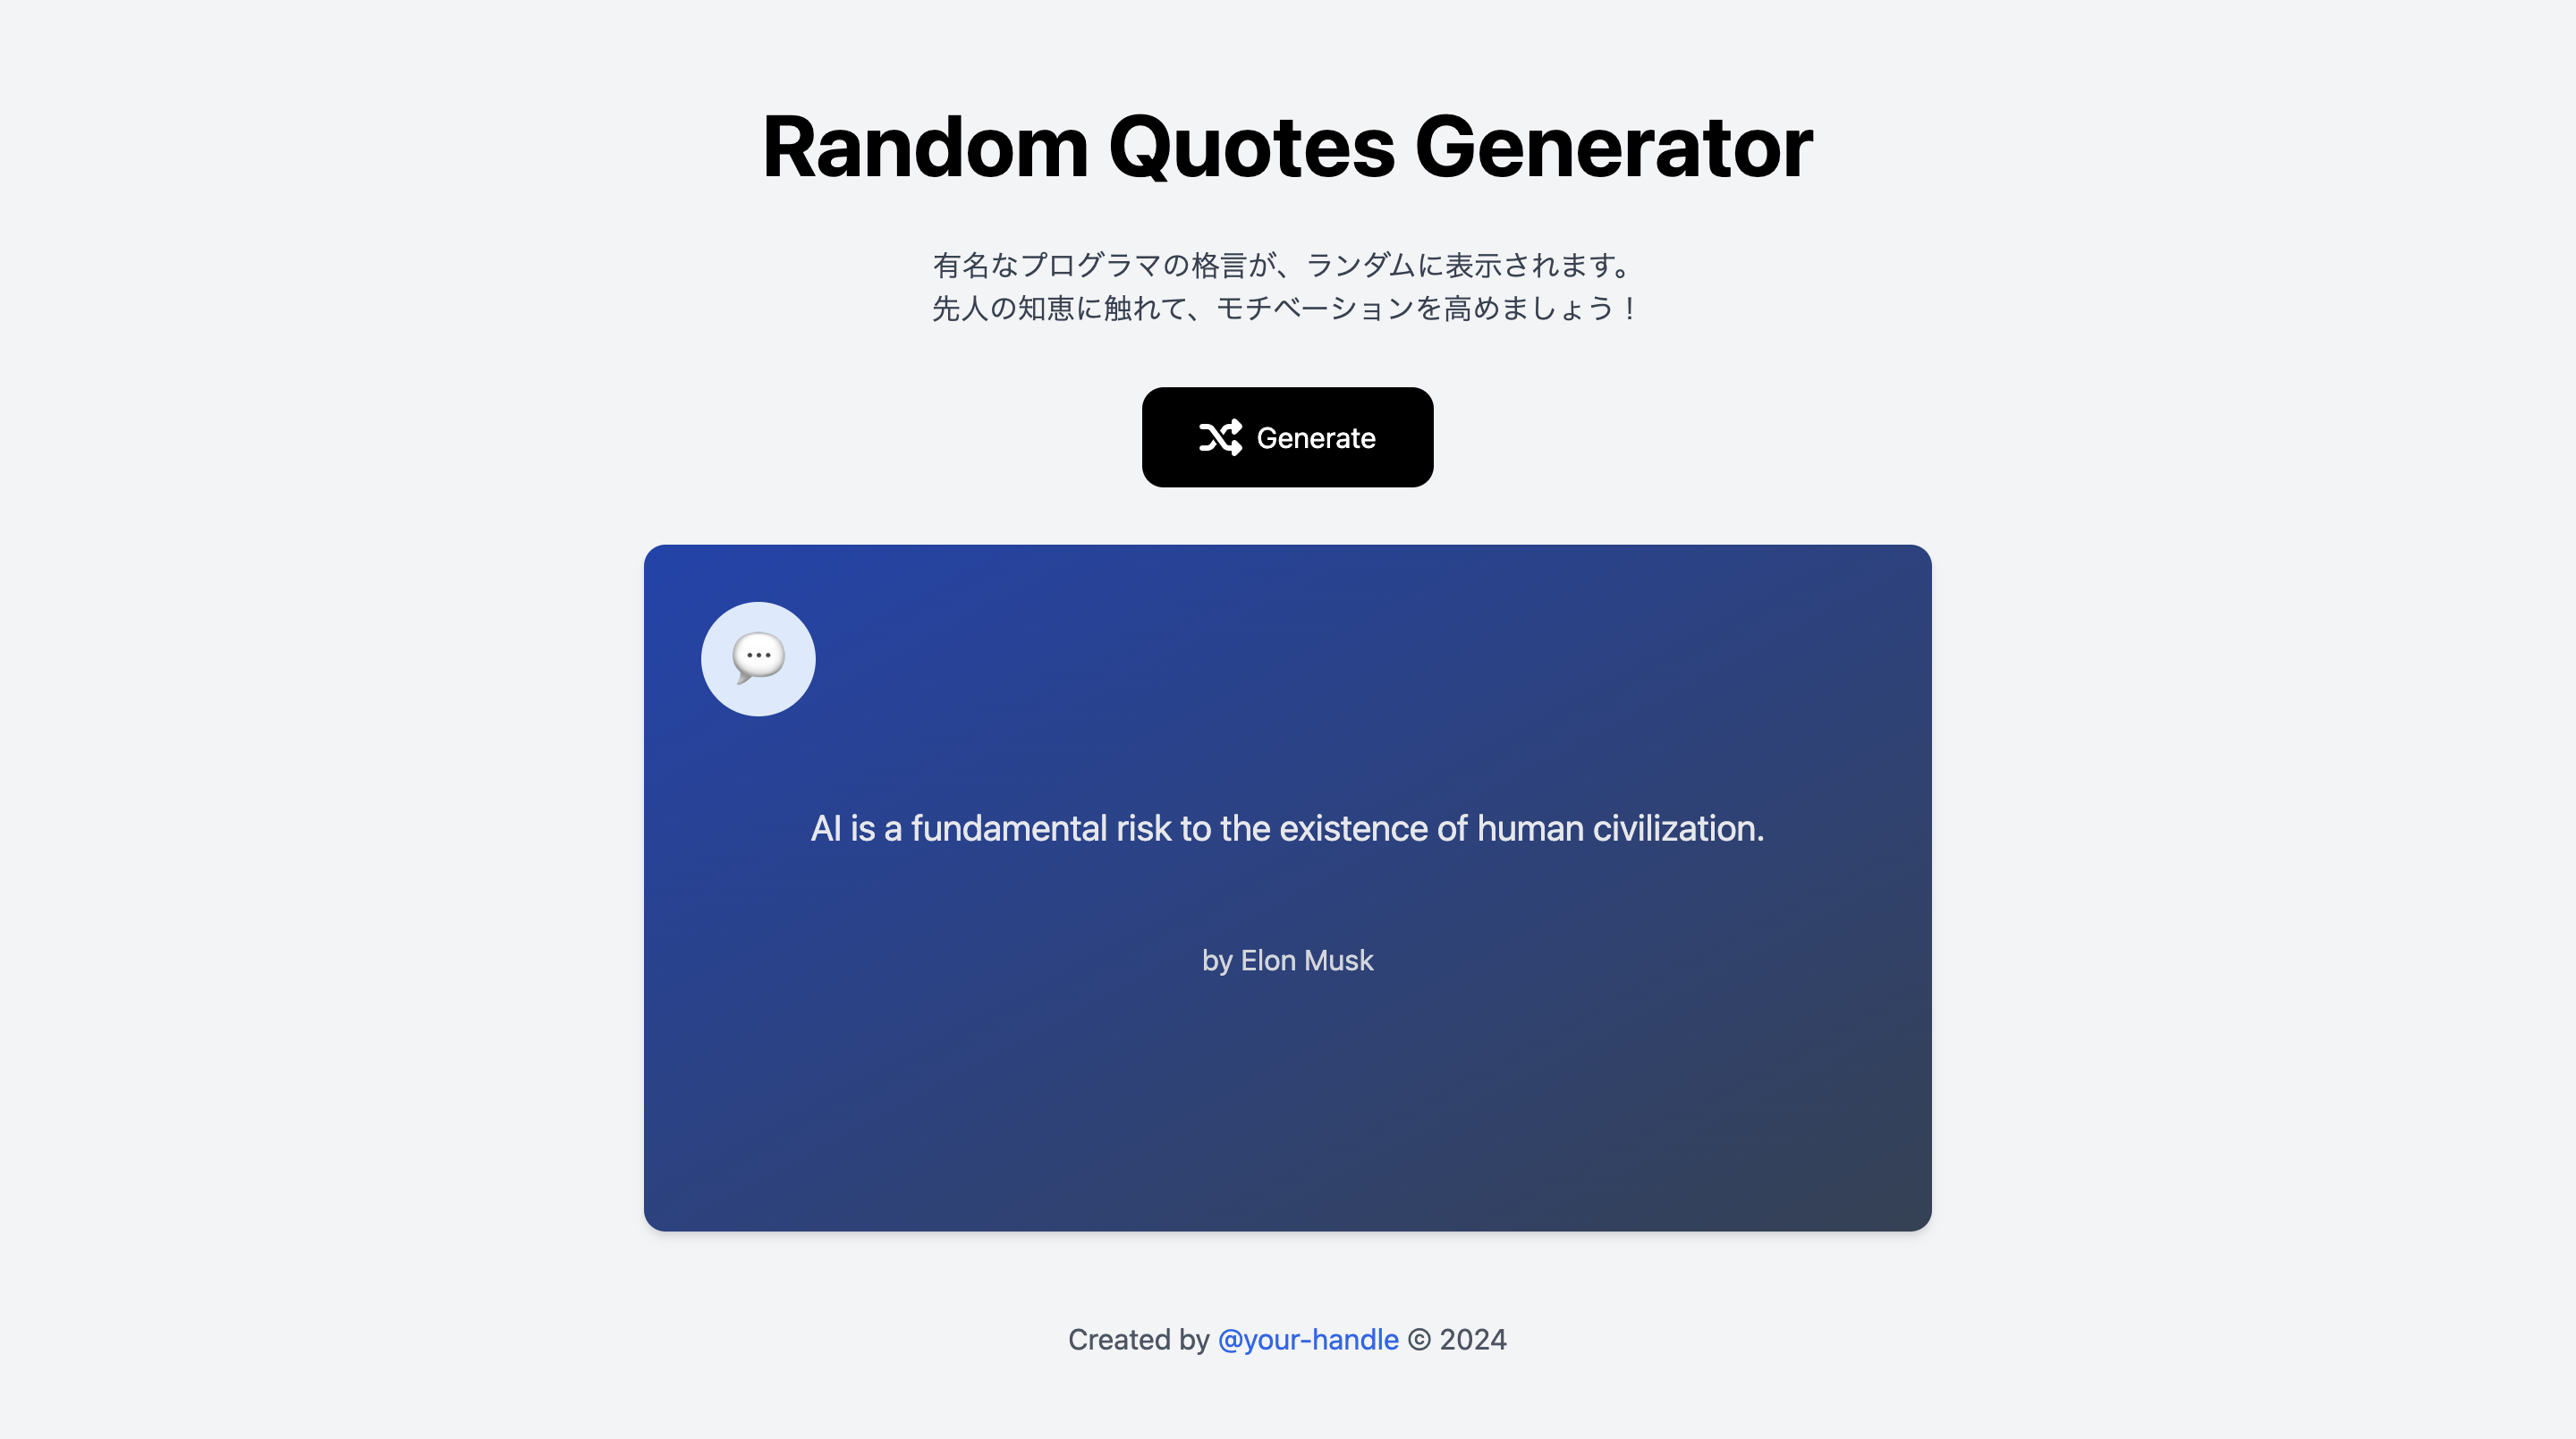 Random Quotes Generator
有名なプログラマの格言が、ランダムに表示されます。
先人の知恵に触れて、モチベーションを高めましょう！
Generate
AI is a fundamental risk to the existence of human civilization.
by Elon Musk
Created by @your-handle © 2024